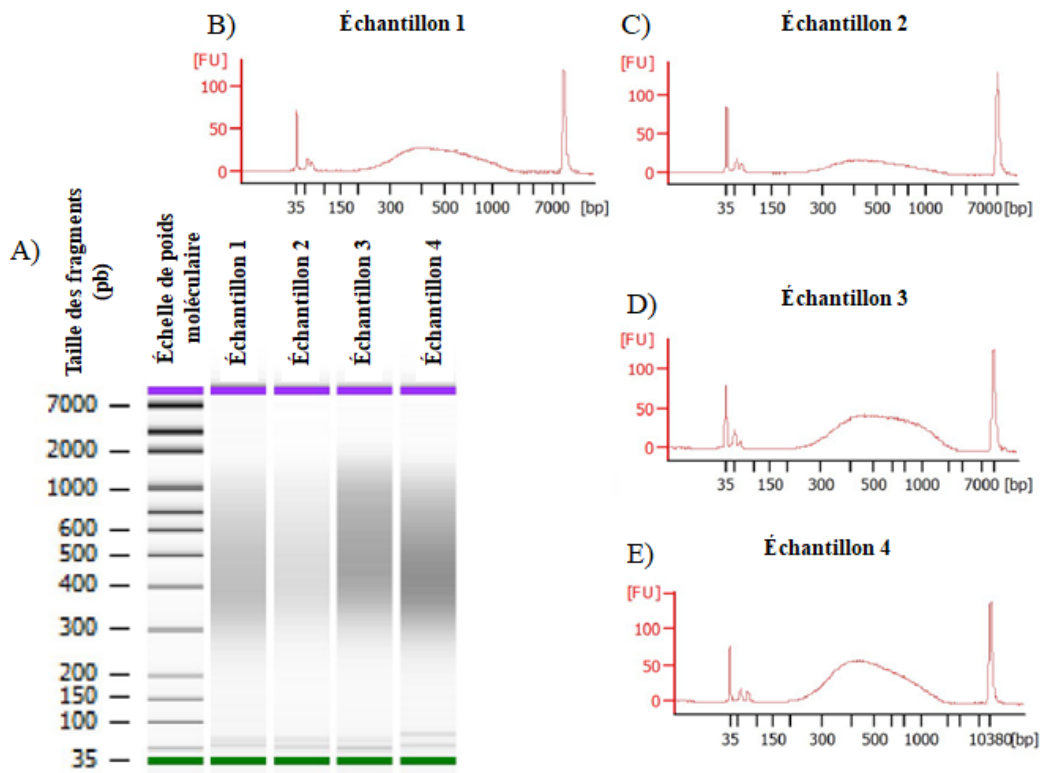 B)
Échantillon 1
[FU]
100
50
0
35 150 300 500 1000 7000 [bp]
C)
Échantillon 2
[FU]
100
50
0
35 150 300 500 1000 7000 [bp]
A)
Taille des fragments
(pb)
Échelle de poids
moléculaire
Échantillon 1
Échantillon 2
Échantillon 3
Échantillon 4
7000
2000
1000
600
500
400
300
200
150
100
35
D)
Échantillon 3
[FU]
100
50
0
35 150 300 500 1000 7000 [bp]
E)
Échantillon 4
[FU]
100
50
0
35 150 300 500 1000 10380 [bp]